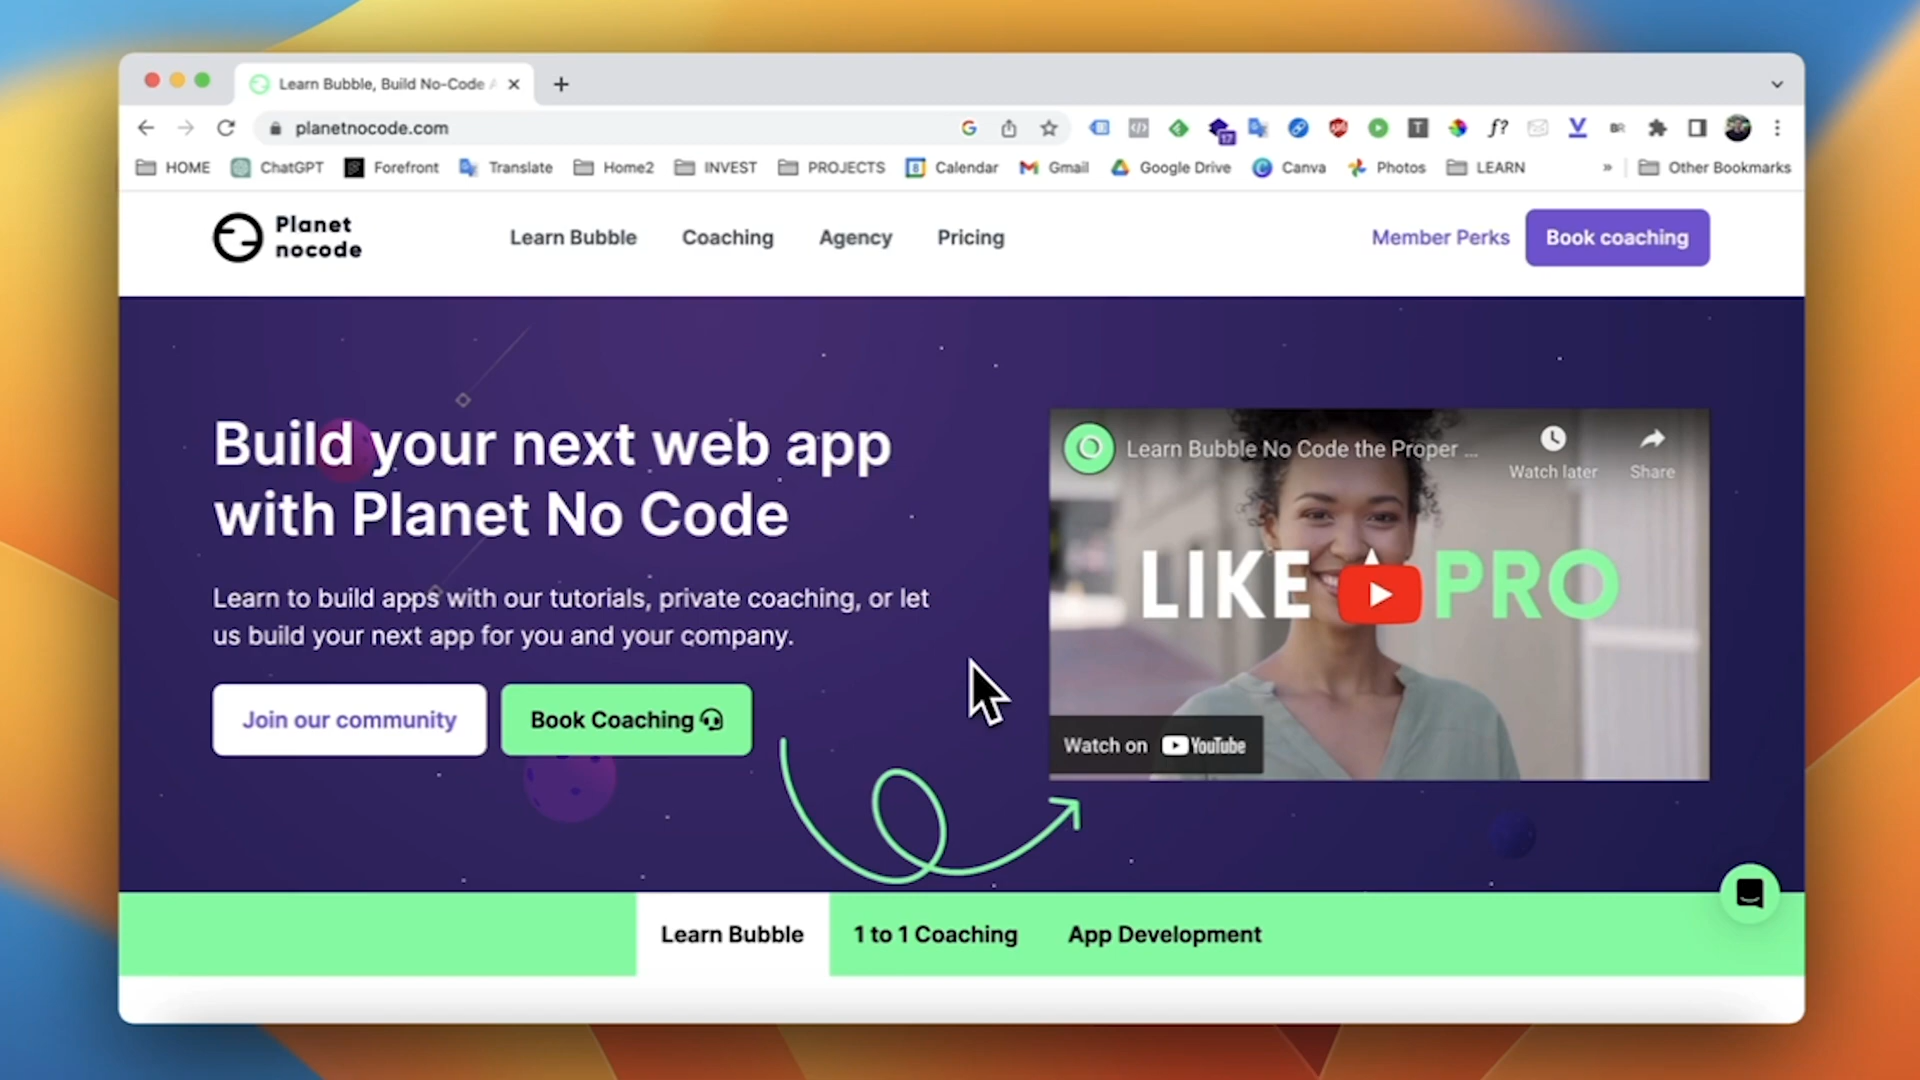 Learn Bubble, Build No-Code A
planetnocode.com
17
T
f?
BR
HOME
ChatGPT
Forefront
Translate
Home2
INVEST
PROJECTS
8
Calendar
Gmail
Google Drive
Canva
Photos
LEARN
»
Other Bookmarks
Planet
nocode
Learn Bubble
Coaching
Agency
Pricing
Member Perks
Book coaching
Build your next web app
with Planet No Code
Learn to build apps with our tutorials, private coaching, or let
us build your next app for you and your company.
Join our community
Book Coaching
Learn Bubble No Code the Proper ...
Watch later
Share
LIKE A PRO
Watch on YouTube
Learn Bubble
1 to 1 Coaching
App Development